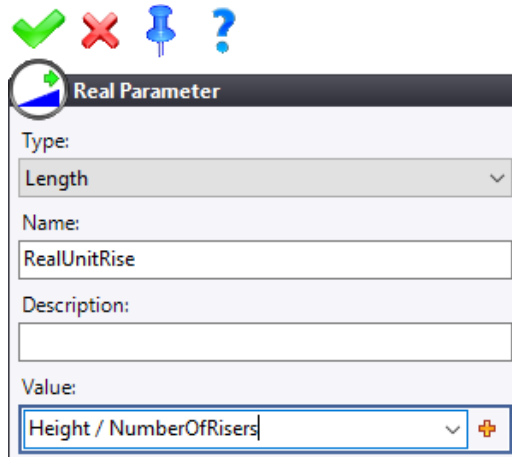 Real Parameter
Type:
Length
Name:
RealUnitRise
Description:
Value:
Height / NumberOfRisers